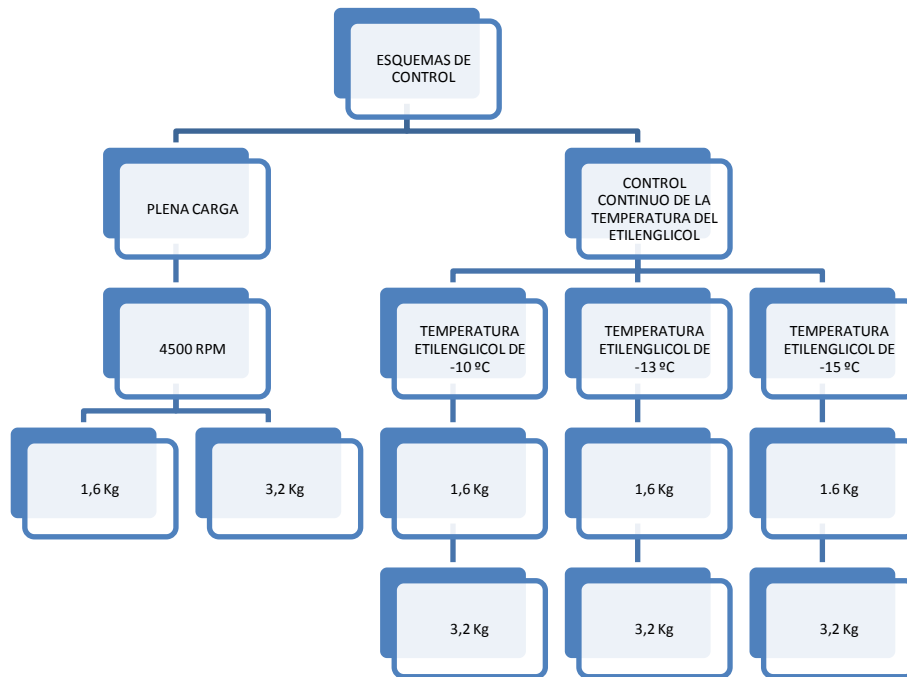 ESQUEMAS DE
CONTROL
PLENA CARGA
CONTROL
CONTINUO DE LA
TEMPERATURA DEL
ETILENGLICOL
4500 RPM
TEMPERATURA
ETILENGLICOL DE
-10 ºC
TEMPERATURA
ETILENGLICOL DE
-13 ºC
TEMPERATURA
ETILENGLICOL DE
-15 ºC
1,6 Kg
3,2 Kg
1,6 Kg
1,6 Kg
1.6 Kg
3,2 Kg
3,2 Kg
3,2 Kg